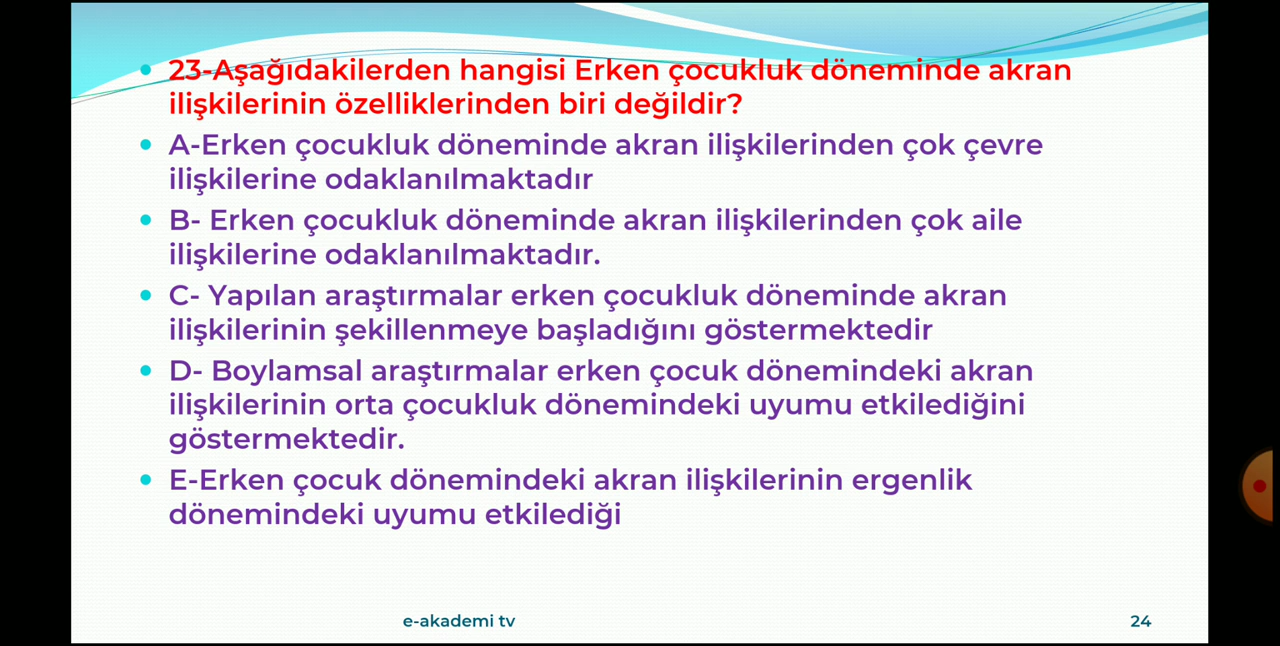 23-Aşağıdakilerden hangisi Erken çocukluk döneminde akran
ilişkilerinin özelliklerinden biri değildir?
A-Erken çocukluk döneminde akran ilişkilerinden çok çevre
ilişkilerine odaklanılmaktadır
B- Erken çocukluk döneminde akran ilişkilerinden çok aile
ilişkilerine odaklanılmaktadır.
C- Yapılan araştırmalar erken çocukluk döneminde akran
ilişkilerinin şekillenmeye başladığını göstermektedir
D- Boylamsal araştırmalar erken çocuk dönemindeki akran
ilişkilerinin orta çocukluk dönemindeki uyumu etkilediğini
göstermektedir.
E-Erken çocuk dönemindeki akran ilişkilerinin ergenlik
dönemindeki uyumu etkilediği
e-akademi tv
24